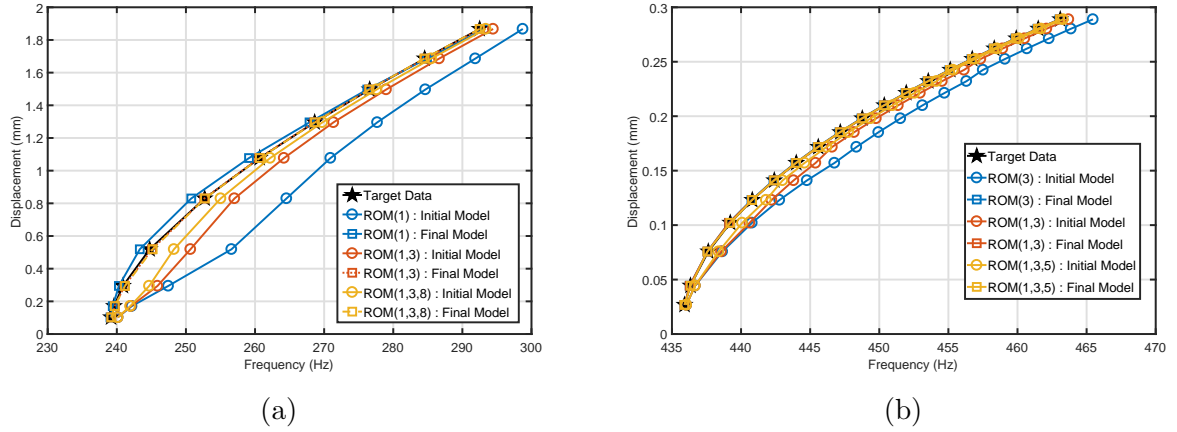 2
1.8
1.6
1.4
1.2
1
0.8
0.6
0.4
0.2
0
Displacement (mm)
230 240 250 260 270 280 290 300
Frequency (Hz)
Target Data
ROM(1) : Initial Model
ROM(1) : Final Model
ROM(1,3) : Initial Model
ROM(1,3) : Final Model
ROM(1,3,8) : Initial Model
ROM(1,3,8) : Final Model
(a)
0.3
0.25
0.2
0.15
0.1
0.05
0
Displacement (mm)
435 440 445 450 455 460 465 470
Frequency (Hz)
Target Data
ROM(3) : Initial Model
ROM(3) : Final Model
ROM(1,3) : Initial Model
ROM(1,3) : Final Model
ROM(1,3,5) : Initial Model
ROM(1,3,5) : Final Model
(b)